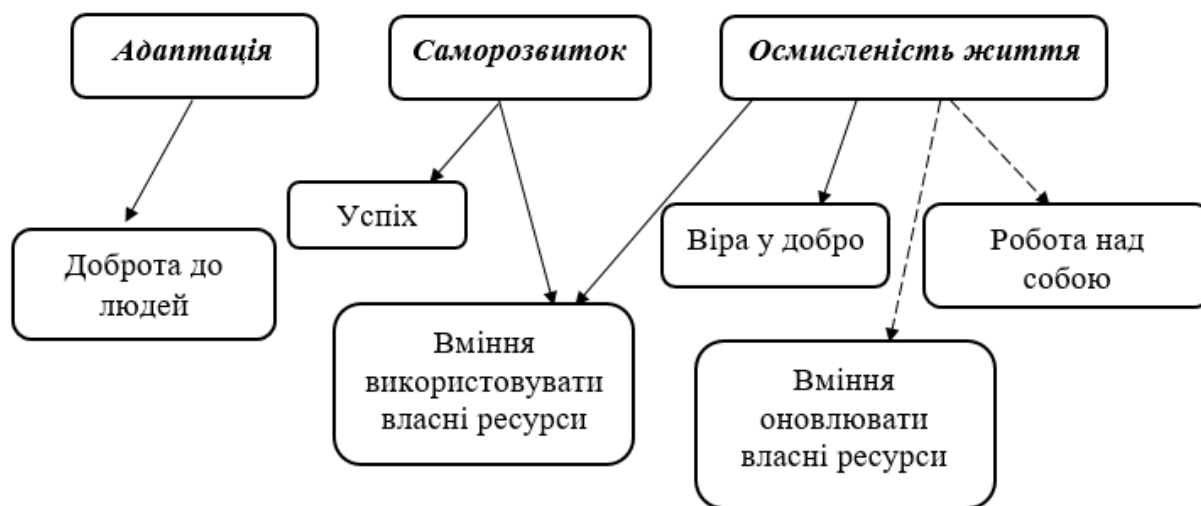 Адаптація
Саморозвиток
Осмисленість життя
Успіх
Віра у добро
Робота над
собою
Доброта до
людей
Вміння
використовувати
власні ресурси
Вміння
оновлювати
власні ресурси